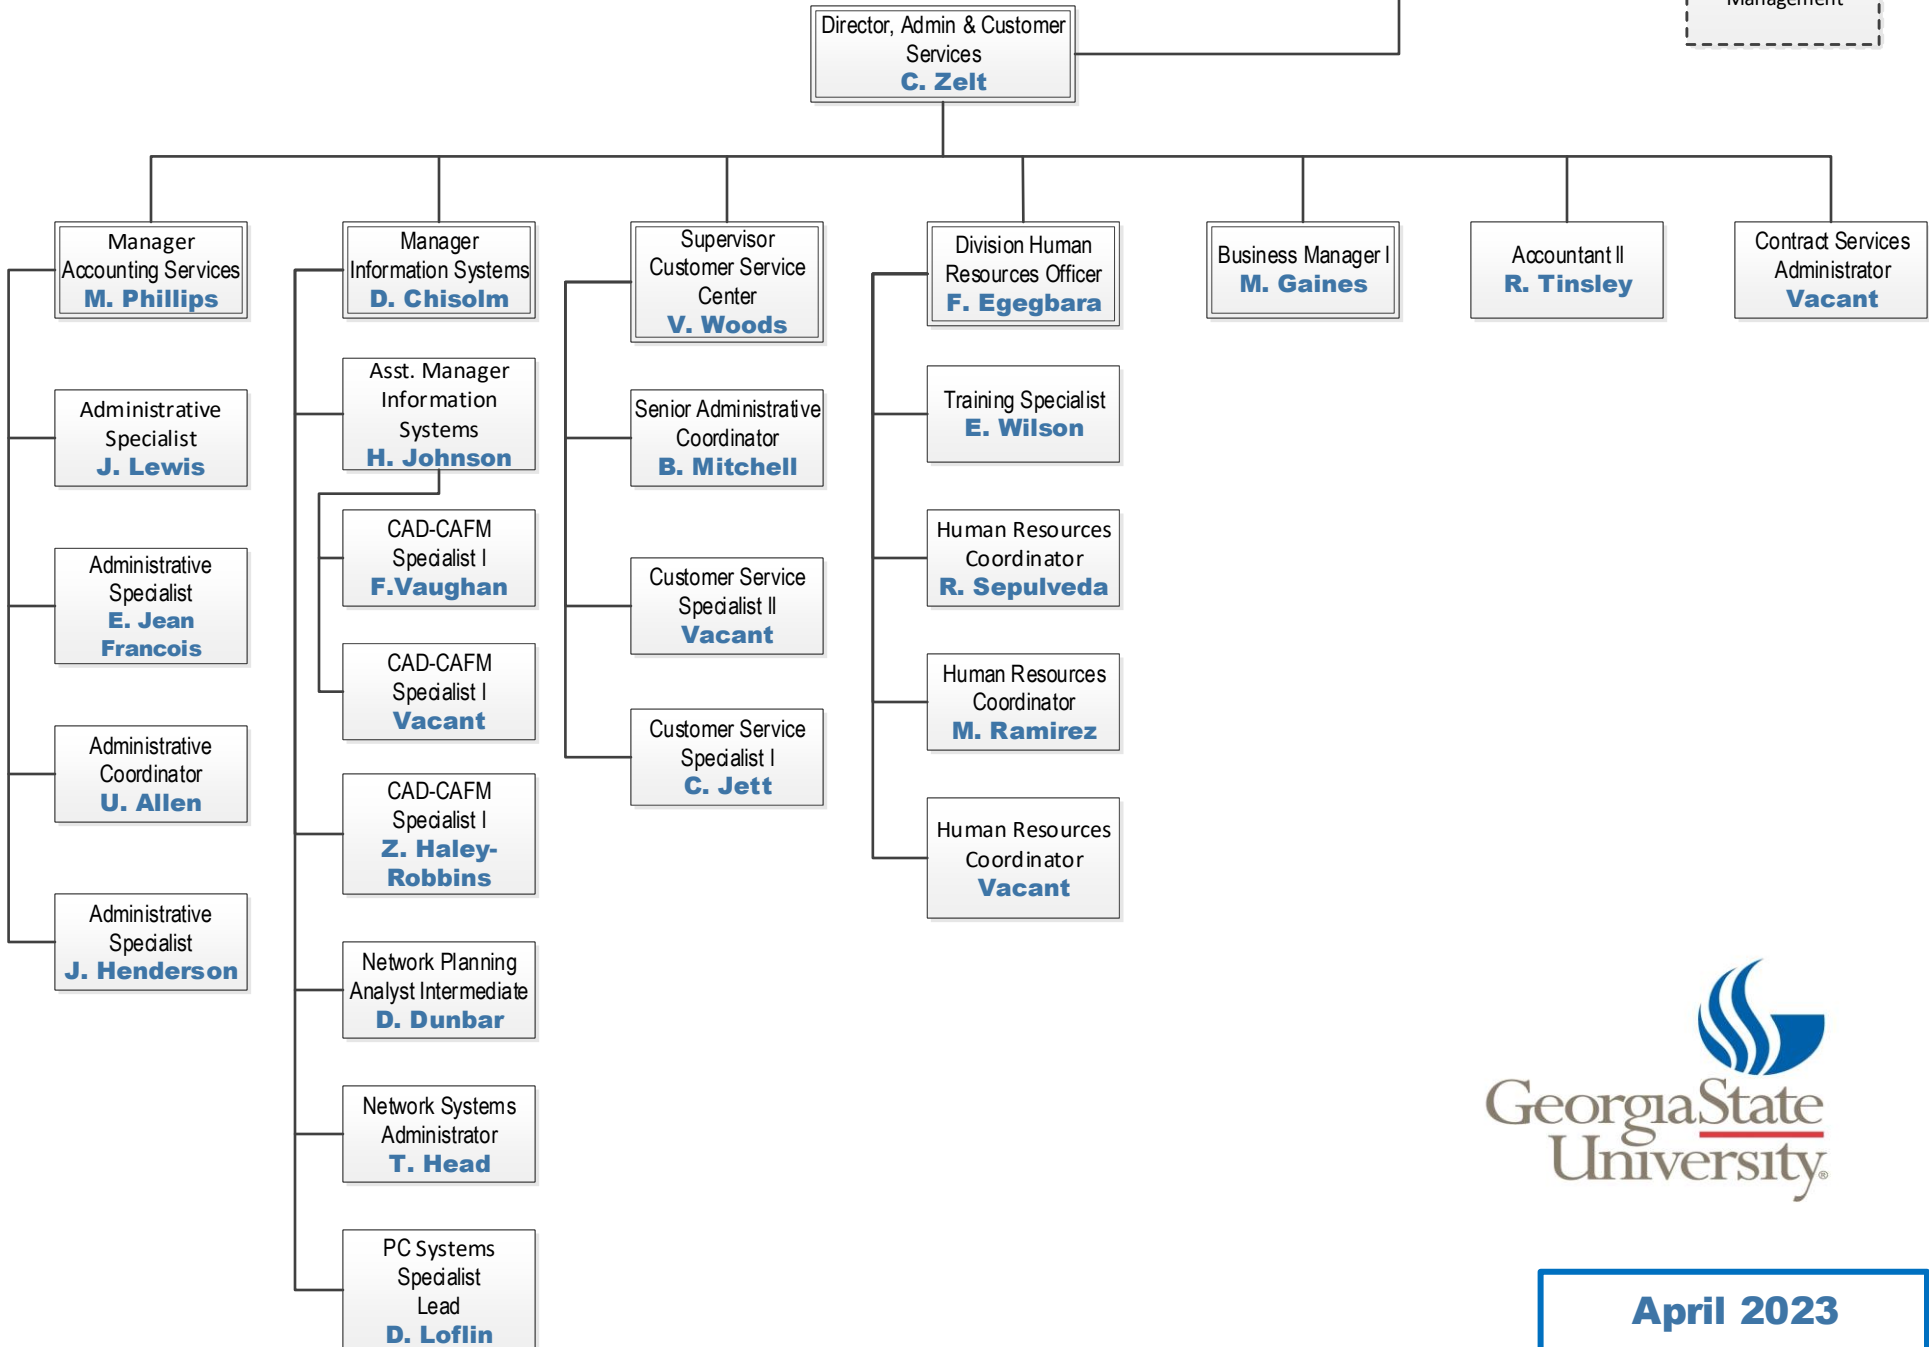 Management
Director, Admin & Customer
Services
C. Zelt
Manager
Accounting Services
M. Phillips
Manager
Information Systems
D. Chisolm
Supervisor
Customer Service
Center
V. Woods
Division Human
Resources Officer
F. Egegbara
Business Manager I
M. Gaines
Accountant II
R. Tinsley
Contract Services
Administrator
Vacant
Administrative
Specialist
J. Lewis
Administrative
Specialist
E. Jean
Francois
Administrative
Coordinator
U. Allen
Administrative
Specialist
J. Henderson
Asst. Manager
Information
Systems
H. Johnson
CAD-CAFM
Specialist I
F.Vaughan
CAD-CAFM
Specialist I
Vacant
CAD-CAFM
Specialist I
Z. Haley-
Robbins
Network Planning
Analyst Intermediate
D. Dunbar
Network Systems
Administrator
T. Head
PC Systems
Specialist
Lead
D. Loflin
Senior Administrative
Coordinator
B. Mitchell
Customer Service
Specialist II
Vacant
Customer Service
Specialist I
C. Jett
Training Specialist
E. Wilson
Human Resources
Coordinator
R. Sepulveda
Human Resources
Coordinator
M. Ramirez
Human Resources
Coordinator
Vacant
GeorgiaState
University®
April 2023